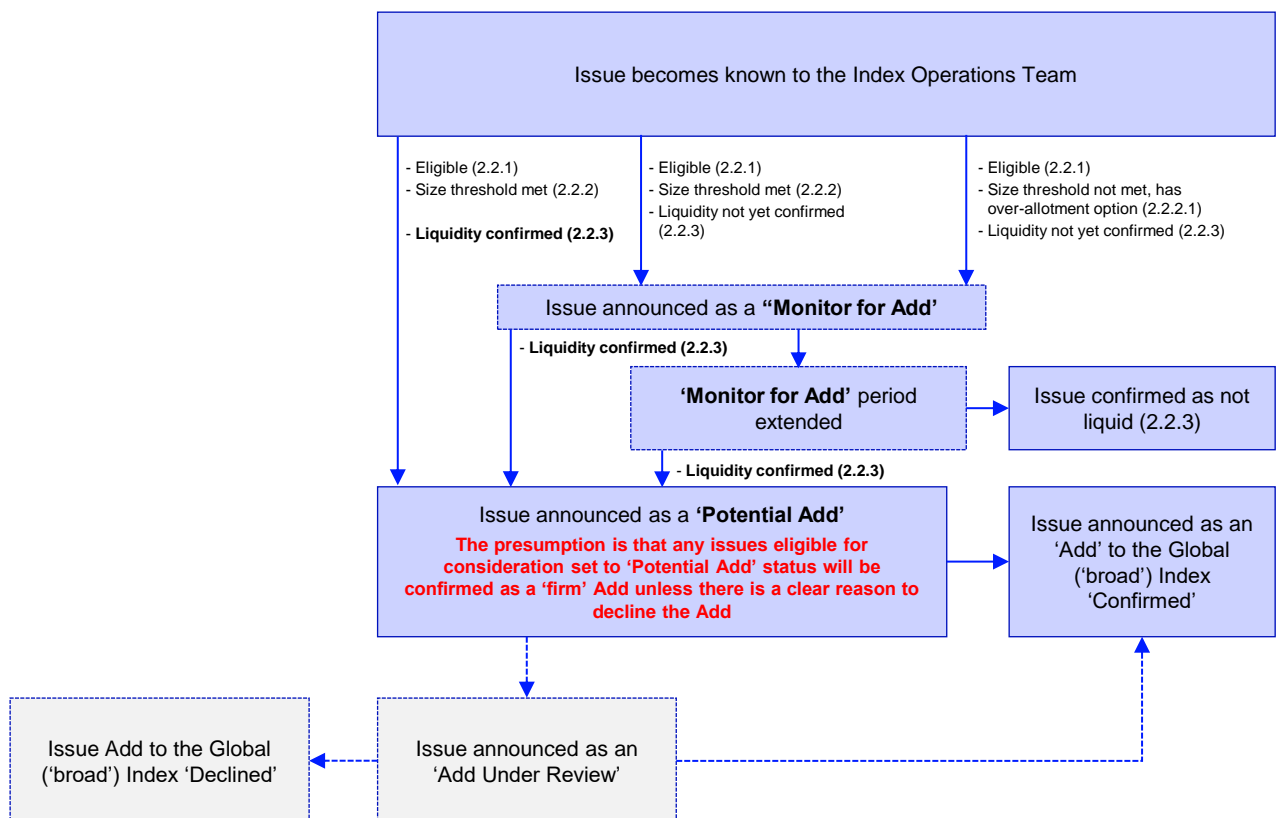 Issue becomes known to the Index Operations Team
- Eligible (2.2.1)
- Size threshold met (2.2.2)
- Liquidity confirmed (2.2.3)
- Eligible (2.2.1)
- Size threshold met (2.2.2)
- Liquidity not yet confirmed
(2.2.3)
- Eligible (2.2.1)
- Size threshold not met, has
over-allotment option (2.2.2.1)
- Liquidity not yet confirmed (2.2.3)
Issue announced as a “Monitor for Add’
- Liquidity confirmed (2.2.3)
‘Monitor for Add’ period
extended
Issue confirmed as not
liquid (2.2.3)
- Liquidity confirmed (2.2.3)
Issue announced as a ‘Potential Add’
The presumption is that any issues eligible for
consideration set to ‘Potential Add’ status will be
confirmed as a ‘firm’ Add unless there is a clear reason to
decline the Add
Issue announced as an
‘Add’ to the Global
(‘broad’) Index
‘Confirmed’
Issue Add to the Global
(‘broad’) Index ‘Declined’
Issue announced as an
‘Add Under Review’